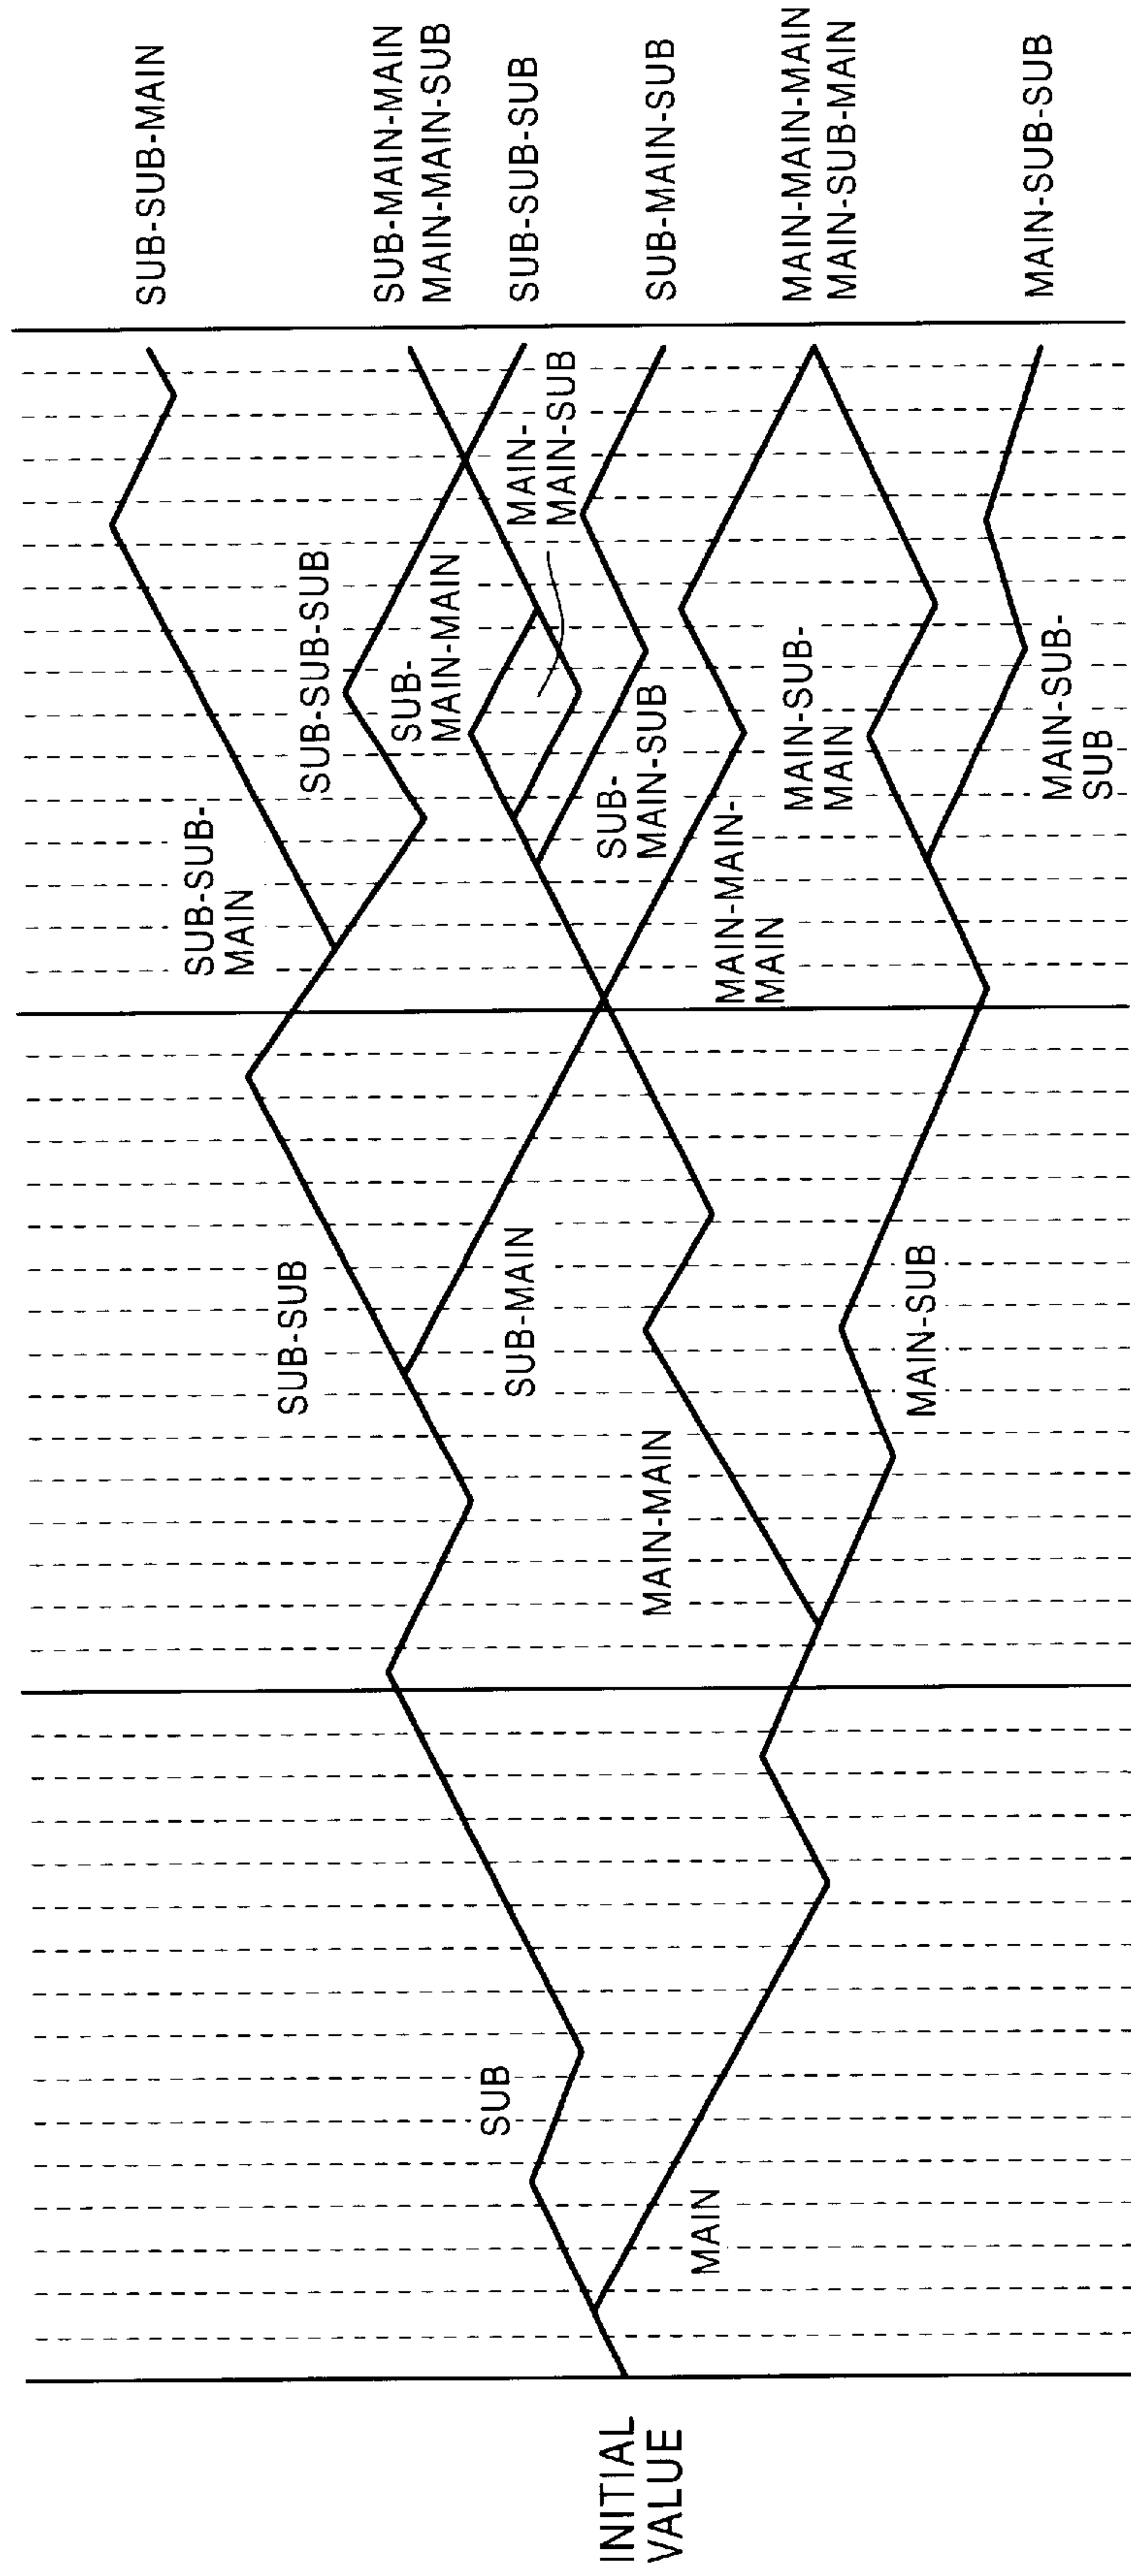 INITIAL
VALUE
SUB
MAIN
SUB-SUB
SUB-MAIN
MAIN-MAIN
MAIN-SUB
SUB-SUB-
MAIN
SUB-SUB-SUB
SUB-
MAIN-MAIN
MAIN-
MAIN-SUB
SUB-
MAIN-SUB
MAIN-MAIN-
MAIN
MAIN-SUB-
MAIN
MAIN-SUB-
SUB
SUB-SUB-MAIN
SUB-MAIN-MAIN
MAIN-MAIN-SUB
SUB-SUB-SUB
SUB-MAIN-SUB
MAIN-MAIN-MAIN
MAIN-SUB-MAIN
MAIN-SUB-SUB